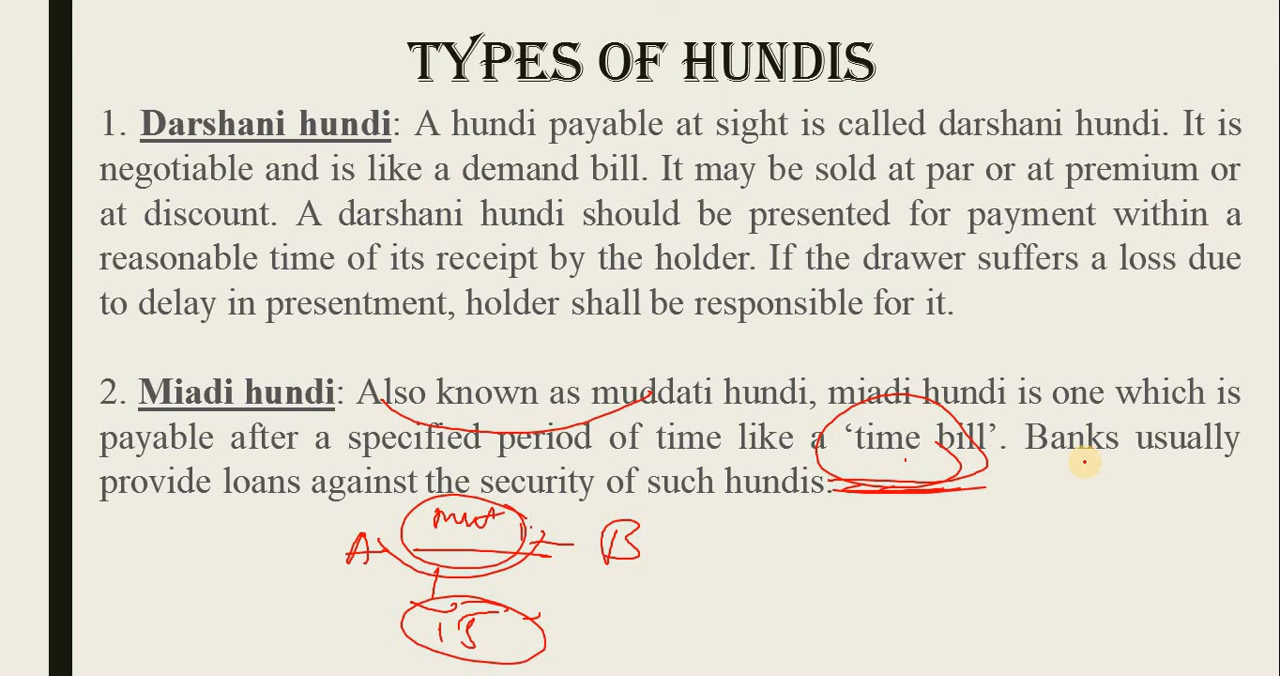 TYPES OF HUNDIS
1. Darshani hundi: A hundi payable at sight is called darshani hundi. It is
negotiable and is like a demand bill. It may be sold at par or at premium or
at discount. A darshani hundi should be presented for payment within a
reasonable time of its receipt by the holder. If the drawer suffers a loss due
to delay in presentment, holder shall be responsible for it.
2. Miadi hundi: Also known as muddati hundi, miadi hundi is one which is
payable after a specified period of time like a ‘time bill’. Banks usually
provide loans against the security of such hundis.
A B